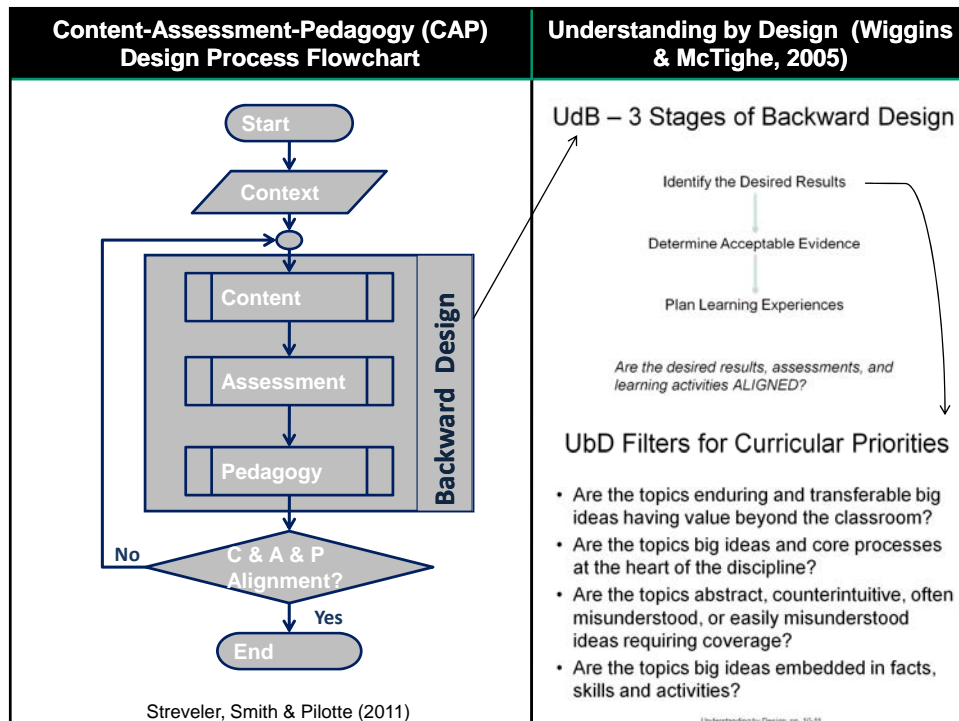 Content-Assessment-Pedagogy (CAP)
Design Process Flowchart
Start
Context
Content
Assessment
Pedagogy
Backward Design
No
C & A & P
Alignment?
Yes
End
Streveler, Smith & Pilotte (2011)
Understanding by Design (Wiggins
& McTighe, 2005)
UdB – 3 Stages of Backward Design
Identify the Desired Results
Determine Acceptable Evidence
Plan Learning Experiences
Are the desired results, assessments, and
learning activities ALIGNED?
UbD Filters for Curricular Priorities
• Are the topics enduring and transferable big
ideas having value beyond the classroom?
• Are the topics big ideas and core processes
at the heart of the discipline?
• Are the topics abstract, counterintuitive, often
misunderstood, or easily misunderstood
ideas requiring coverage?
• Are the topics big ideas embedded in facts,
skills and activities?
Understanding by Design, pp.